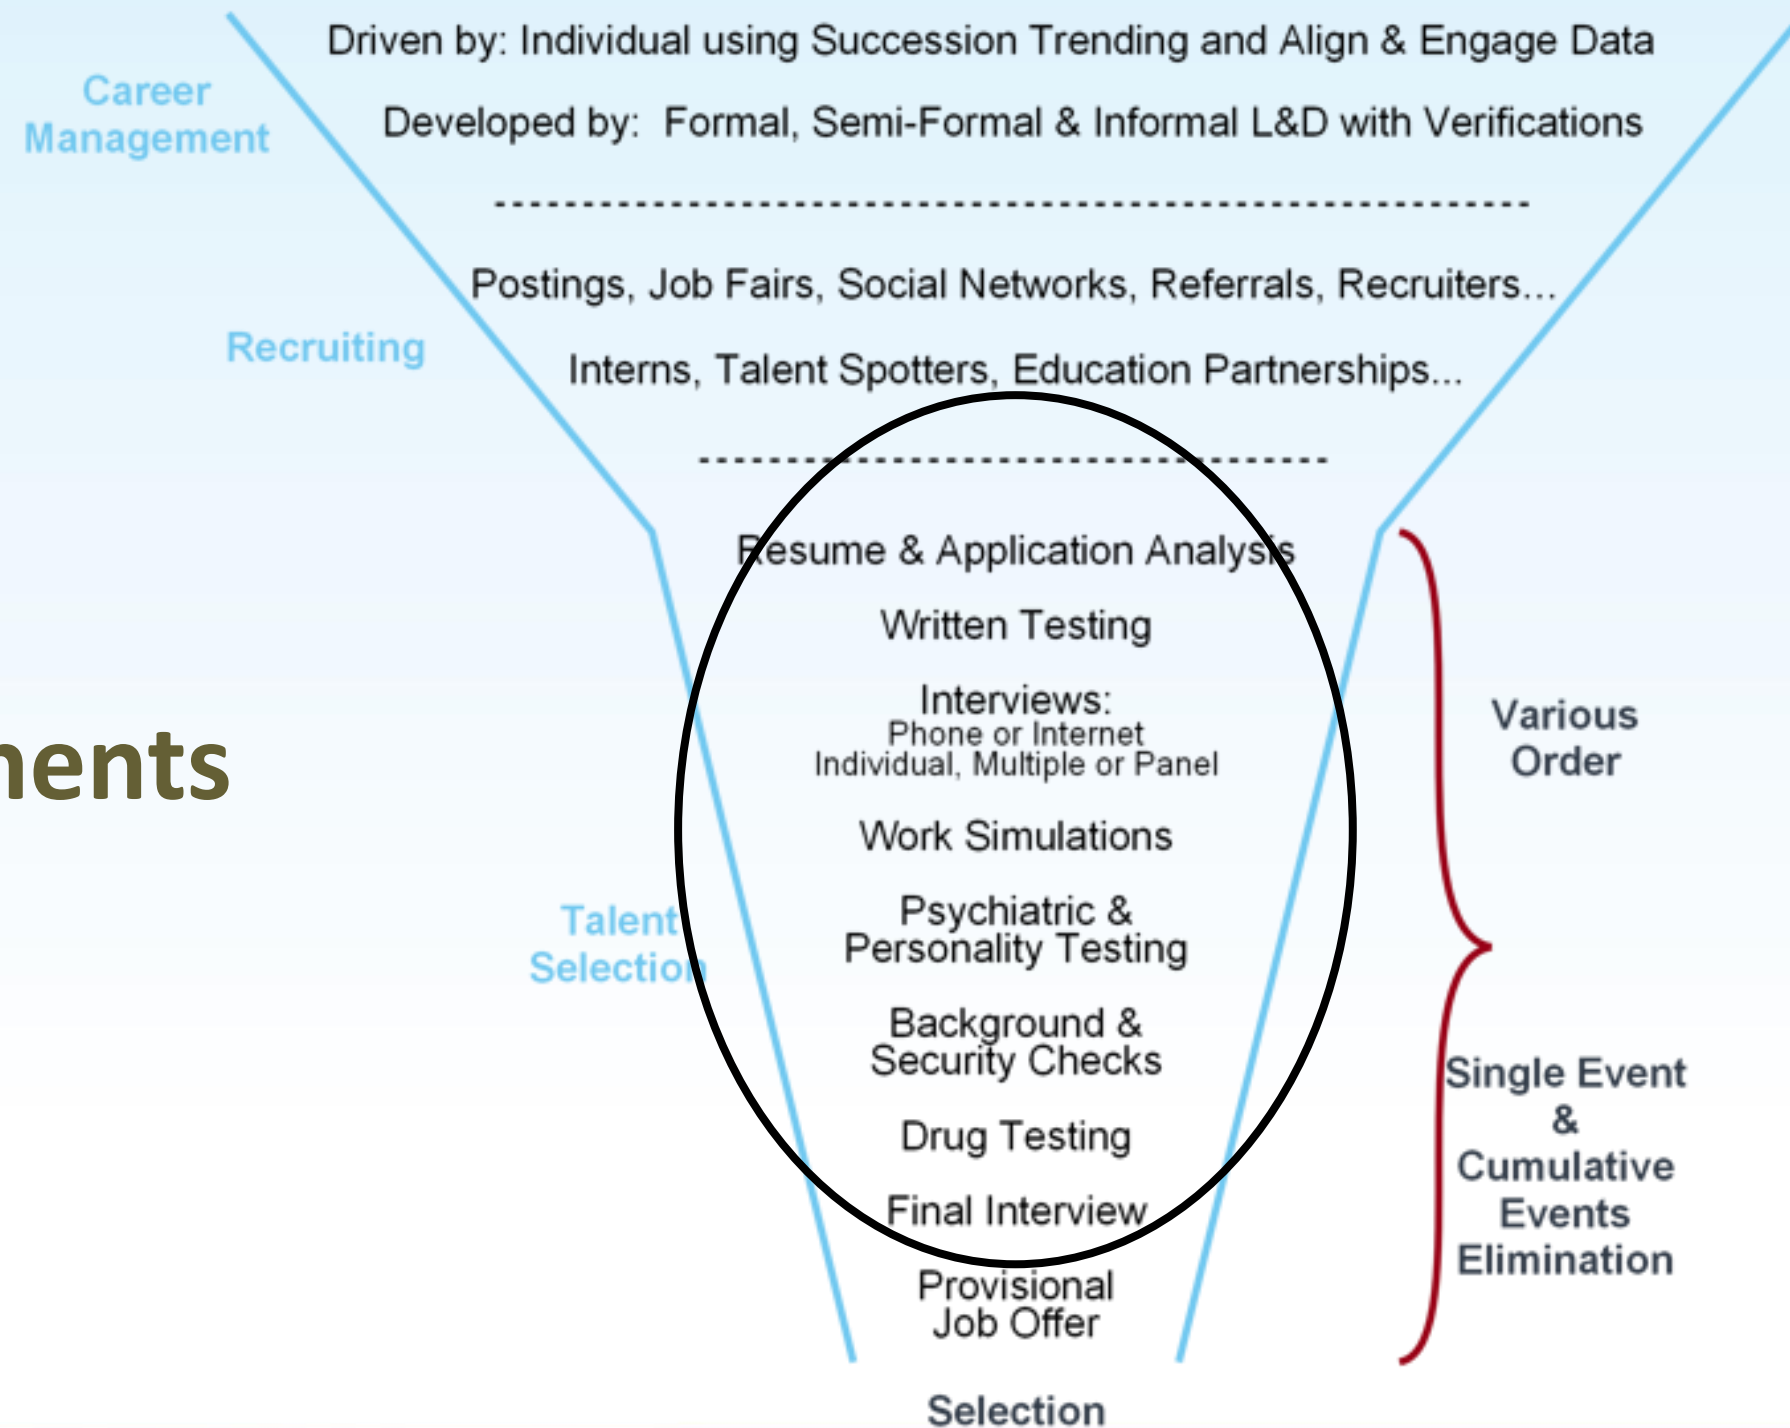 Driven by: Individual using Succession Trending and Align & Engage Data
Career
Management
Developed by: Formal, Semi-Formal & Informal L&D with Verifications
Postings, Job Fairs, Social Networks, Referrals, Recruiters...
Recruiting
Interns, Talent Spotters, Education Partnerships...
Resume & Application Analysis
Written Testing
Interviews:
Phone or Internet
Individual, Multiple or Panel
Various
Order
Work Simulations
Talent
Selection
Psychiatric &
Personality Testing
Background &
Security Checks
Drug Testing
Final Interview
Single Event
&
Cumulative
Events
Elimination
Provisional
Job Offer
Selection